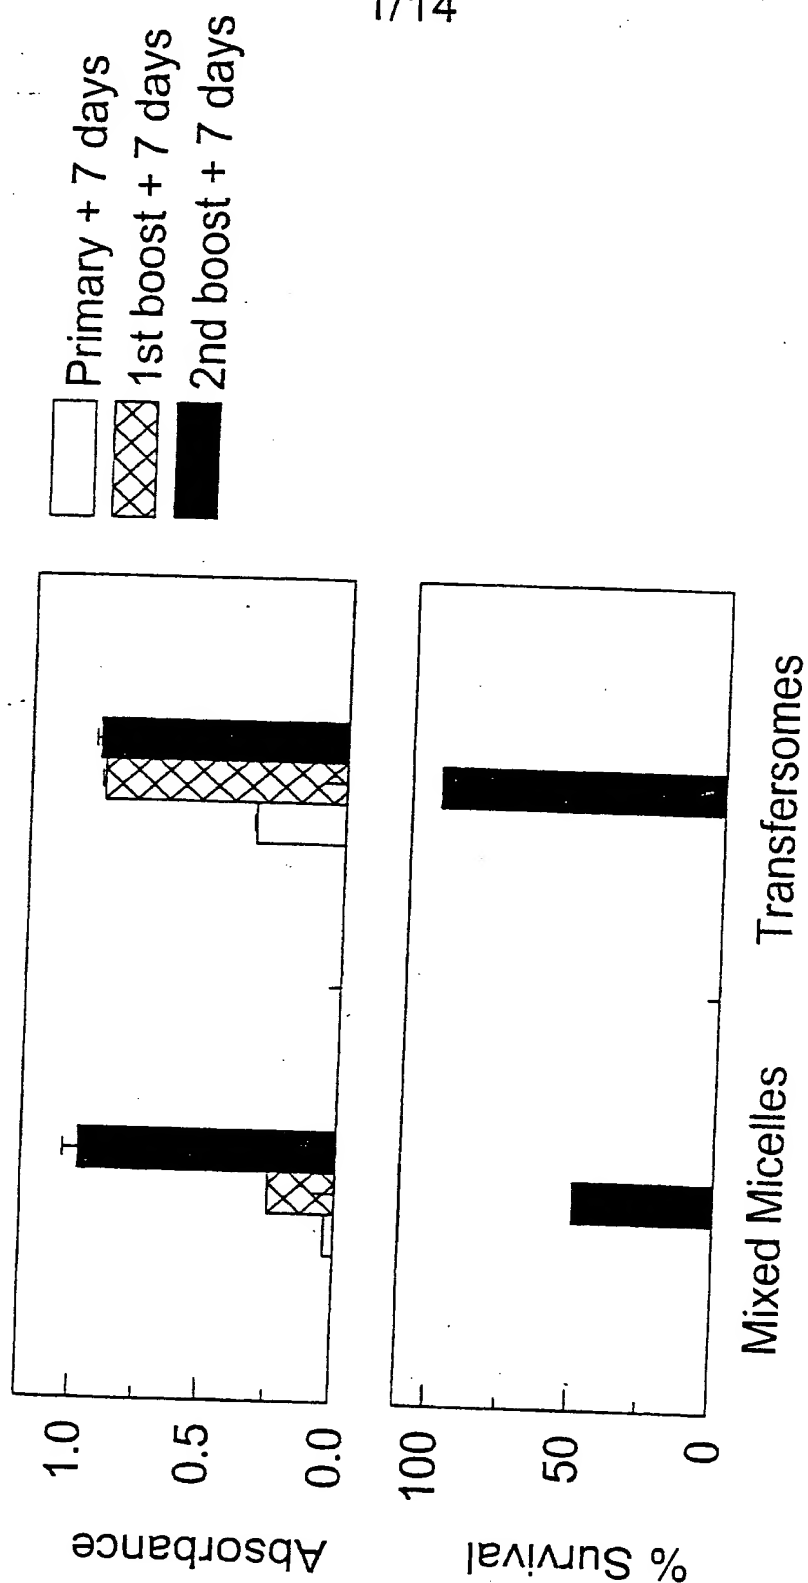 1/14
Primary + 7 days
1st boost + 7 days
2nd boost + 7 days
Absorbance
1.0
0.5
0.0
% Survival
100
50
0
Mixed Micelles
Transfersomes